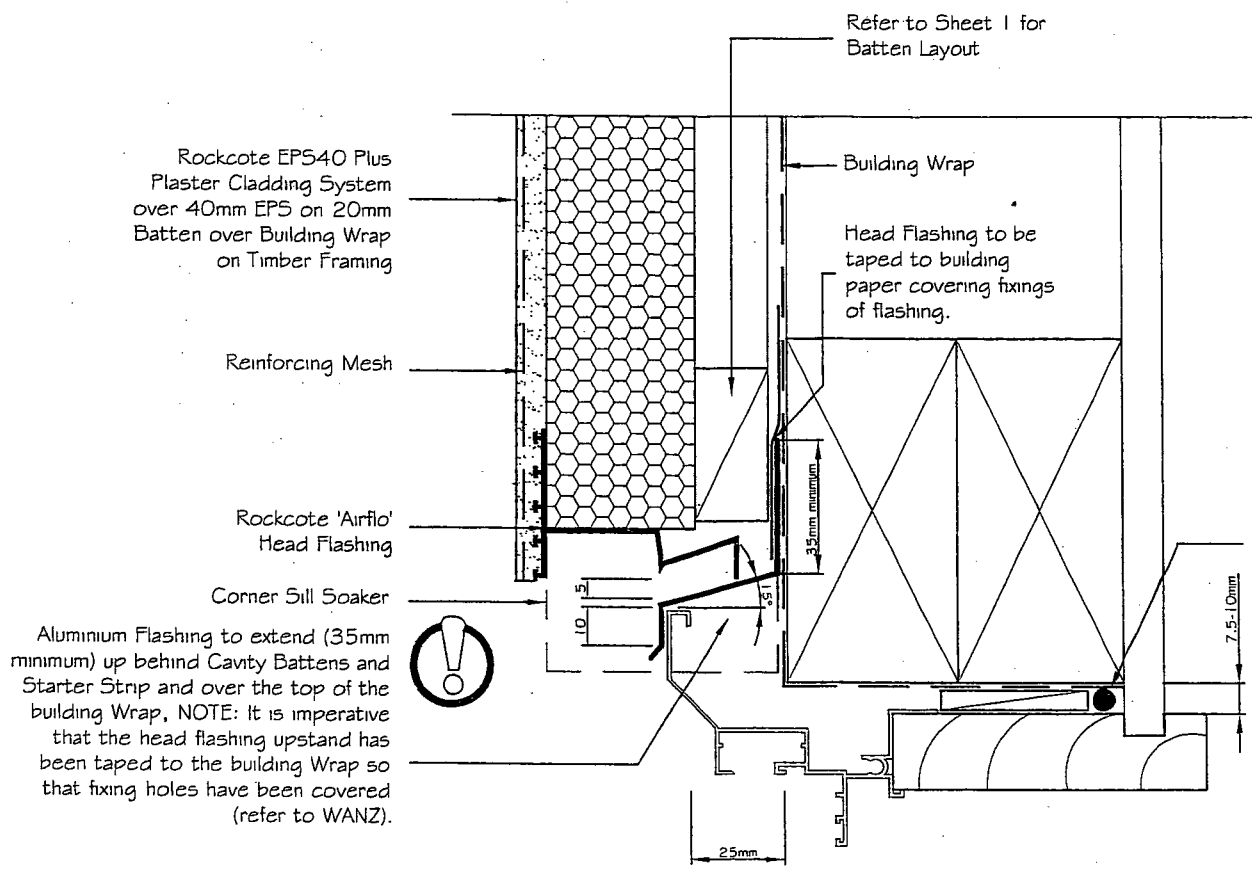 Refer to Sheet 1 for
Batten Layout
Rockcote EPS40 Plus
Plaster Cladding System
over 40mm EPS on 20mm
Batten over Building Wrap
on Timber Framing
Building Wrap
Head Flashing to be
taped to building
paper covering fixings
of flashing.
Reinforcing Mesh
35mm minimum
Rockcote 'Airflo'
Head Flashing
5
15°
10
Corner Sill Soaker
7.5-10mm
Aluminium Flashing to extend (35mm
minimum) up behind Cavity Battens and
Starter Strip and over the top of the
building Wrap, NOTE: It is imperative
that the head flashing upstand has
been taped to the building Wrap so
that fixing holes have been covered
(refer to WANZ).
25mm